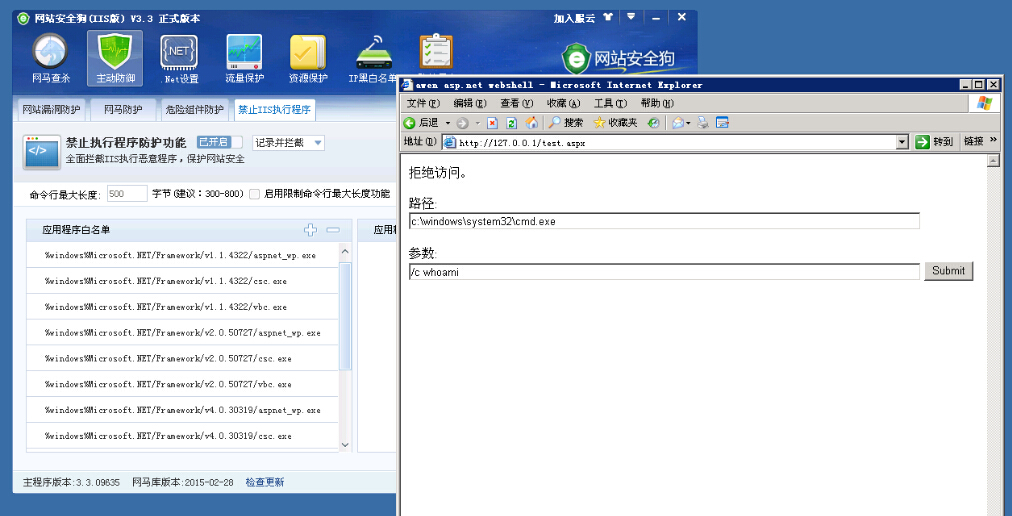 网站安全狗(IIS版) V3.3 正式版本
加入服云
网马查杀
主动防御
.Net设置
流量保护
资源保护
IP黑白名单
网站安全狗
网站漏洞防护
网马防护
危险组件防护
禁止IIS执行程序
禁止执行程序防护功能
已开启
记录并拦截
全面拦截IIS执行恶意程序，保护网站安全
命令行最大长度:
500
字节(建议：300-800)
启用限制命令行最大长度功能
应用程序白名单
%windows%Microsoft.NET/Framework/v1.1.4322/aspnet_wp.exe
%windows%Microsoft.NET/Framework/v1.1.4322/csc.exe
%windows%Microsoft.NET/Framework/v1.1.4322/vbc.exe
%windows%Microsoft.NET/Framework/v2.0.50727/aspnet_wp.exe
%windows%Microsoft.NET/Framework/v2.0.50727/csc.exe
%windows%Microsoft.NET/Framework/v2.0.50727/vbc.exe
%windows%Microsoft.NET/Framework/v4.0.30319/aspnet_wp.exe
%windows%Microsoft.NET/Framework/v4.0.30319/csc.exe
主程序版本:3.3.09635 网马库版本:2015-02-28 检查更新
awen asp.net webshell - Microsoft Internet Explorer
文件(F) 编辑(E) 查看(V) 收藏(A) 工具(T) 帮助(H)
后退 搜索 收藏夹
地址(D) http://127.0.0.1/test.aspx 转到 链接 »
拒绝访问。
路径:
c:\windows\system32\cmd.exe
参数:
/c whoami
Submit